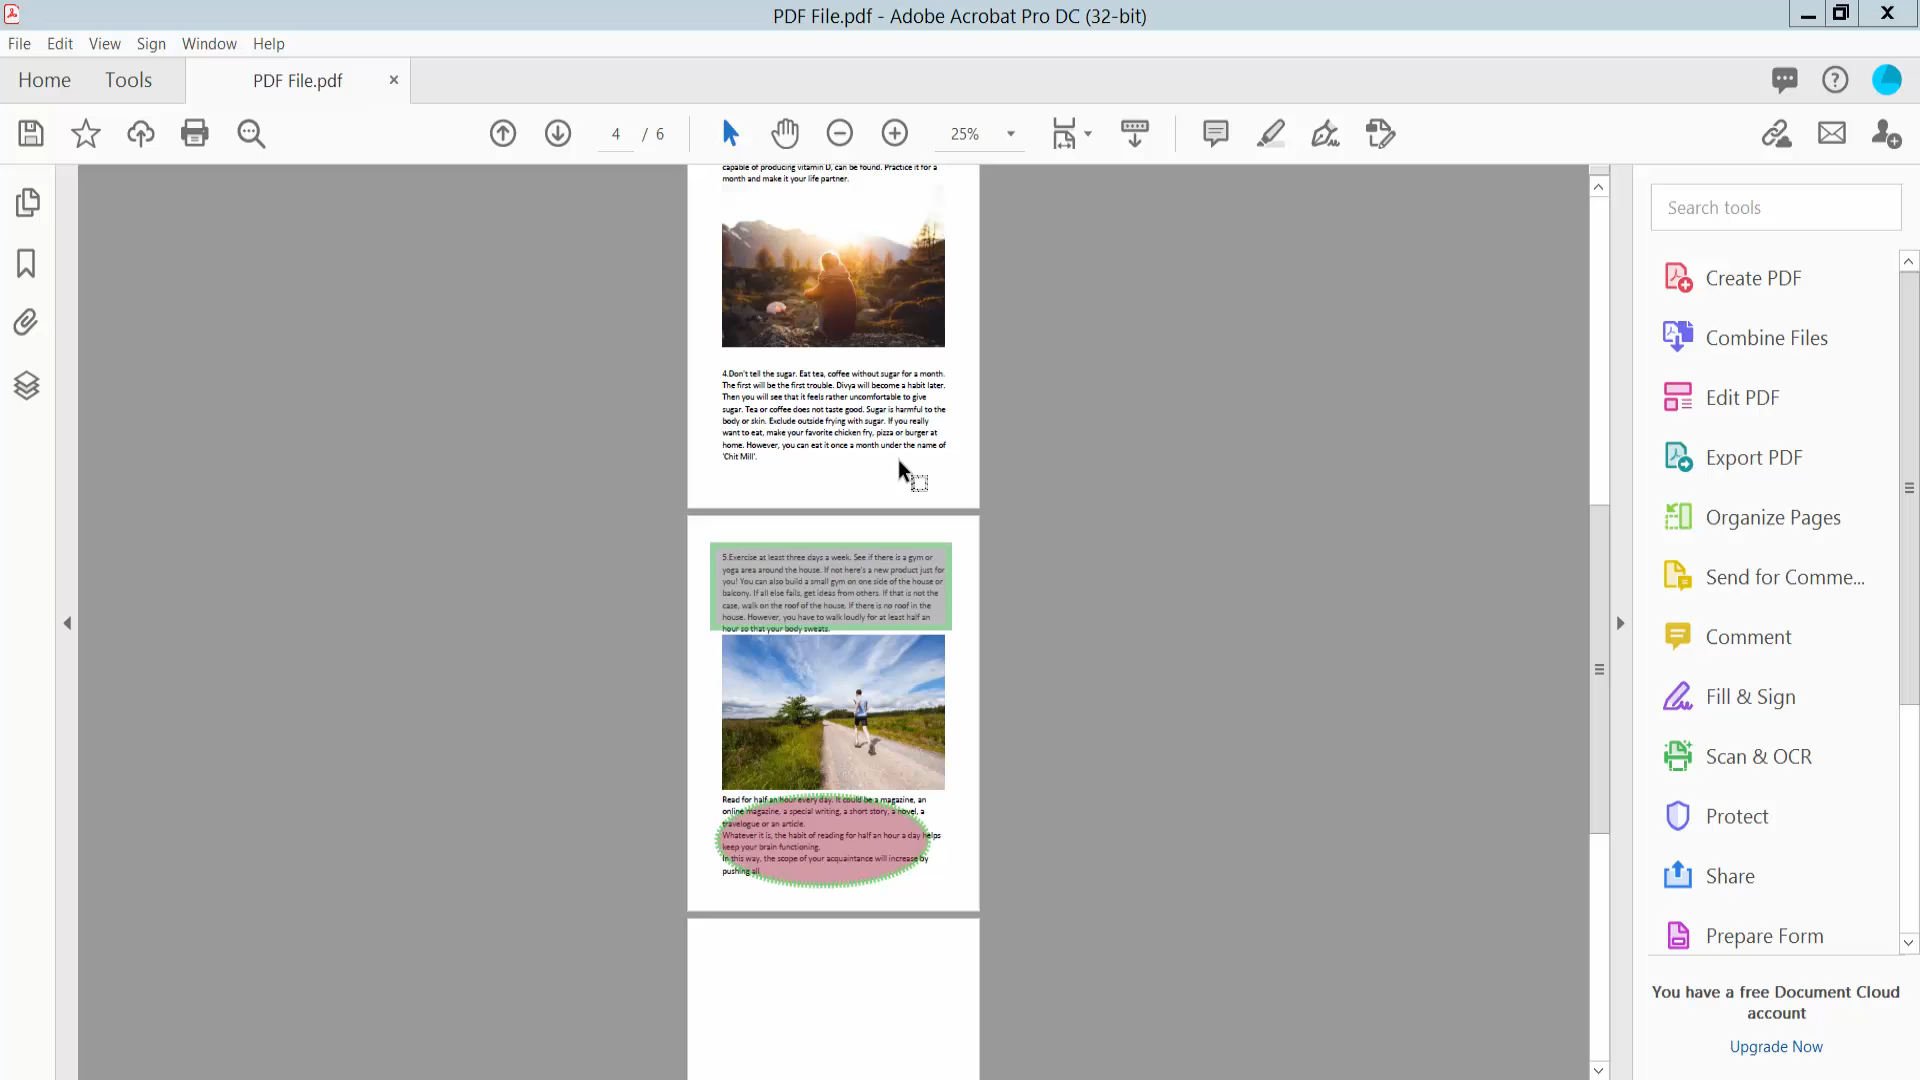 PDF File.pdf - Adobe Acrobat Pro DC (32-bit)
File Edit View Sign Window Help
Home Tools PDF File.pdf
4 / 6 25%
capable of producing vitamin D, can be found. Practice it for a
month and make it your life partner.
4.Don't tell the sugar. Eat tea, coffee without sugar for a month.
The first will be the first trouble. Divya will become a habit later.
Then you will see that it feels rather uncomfortable to give
sugar. Tea or coffee does not taste good. Sugar is harmful to the
body or skin. Exclude outside frying with sugar. If you really
want to eat, make your favorite chicken fry, pizza or burger at
home. However, you can eat it once a month under the name of
'Chit Mill'.
5.Exercise at least three days a week. See if there is a gym or
yoga area around the house. If not here's a new product just for
you! You can also build a small gym on one side of the house or
balcony. If all else fails, get ideas from others. If that is not the
case, walk on the roof of the house. If there is no roof in the
house. However, you have to walk loudly for at least half an
hour so that your body sweats.
Read for half an hour every day. It could be a magazine, an
online magazine, a special writing, a short story, a novel, a
travelogue or an article.
Whatever it is, the habit of reading for half an hour a day helps
keep your brain functioning.
In this way, the scope of your acquaintance will increase by
pushing all
Search tools
Create PDF
Combine Files
Edit PDF
Export PDF
Organize Pages
Send for Comme...
Comment
Fill & Sign
Scan & OCR
Protect
Share
Prepare Form
You have a free Document Cloud
account
Upgrade Now